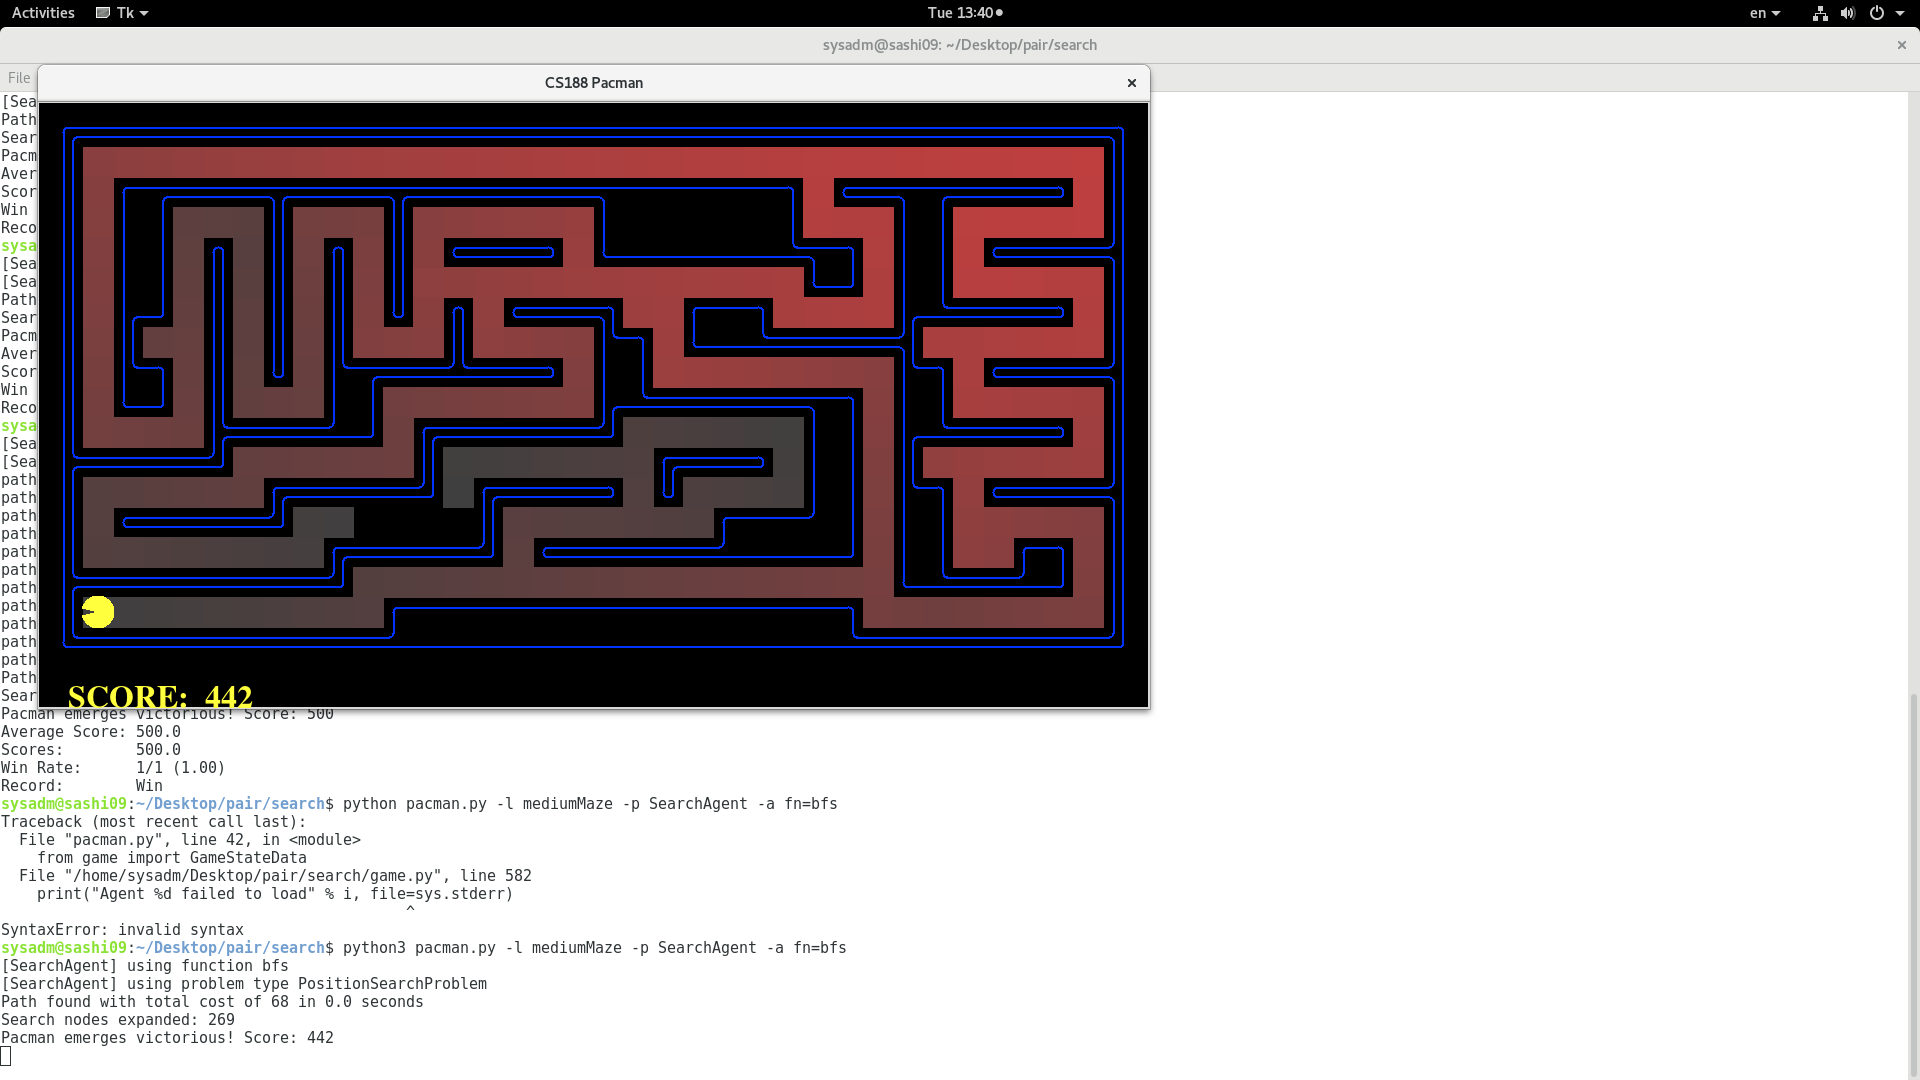 Activities Tk Tue 13:40 en
sysadm@sashi09: ~/Desktop/pair/search
File
CS188 Pacman
[Sea
Path
Sear
Pacm
Aver
Scor
Win
Reco
sysa
[Sea
[Sea
Path
Sear
Pacm
Aver
Scor
Win
Reco
sysa
[Sea
[Sea
path
path
path
path
path
path
path
path
path
path
path
Path
Sear
SCORE: 442
Pacman emerges victorious! Score: 500
Average Score: 500.0
Scores:        500.0
Win Rate:      1/1 (1.00)
Record:        Win
sysadm@sashi09:~/Desktop/pair/search$ python pacman.py -l mediumMaze -p SearchAgent -a fn=bfs
Traceback (most recent call last):
  File "pacman.py", line 42, in <module>
    from game import GameStateData
  File "/home/sysadm/Desktop/pair/search/game.py", line 582
    print("Agent %d failed to load" % i, file=sys.stderr)
                                             ^
SyntaxError: invalid syntax
sysadm@sashi09:~/Desktop/pair/search$ python3 pacman.py -l mediumMaze -p SearchAgent -a fn=bfs
[SearchAgent] using function bfs
[SearchAgent] using problem type PositionSearchProblem
Path found with total cost of 68 in 0.0 seconds
Search nodes expanded: 269
Pacman emerges victorious! Score: 442